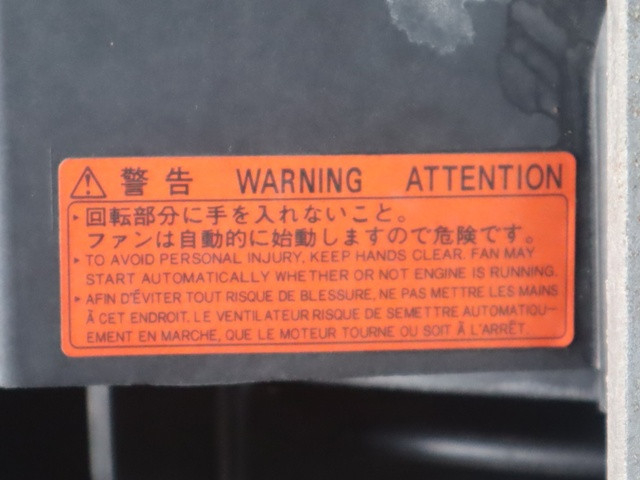 警告 WARNING ATTENTION
▸回転部分に手を入れないこと。
ファンは自動的に始動しますので危険です。
▸TO AVOID PERSONAL INJURY, KEEP HANDS CLEAR. FAN MAY
START AUTOMATICALLY WHETHER OR NOT ENGINE IS RUNNING.
▸AFIN D'ÉVITER TOUT RISQUE DE BLESSURE, NE PAS METTRE LES MAINS
À CET ENDROIT. LE VENTILATEUR RISQUE DE SEMETTRE AUTOMATIQU-
EMENT EN MARCHE, QUE LE MOTEUR TOURNE OU SOIT À L'ARRÊT.